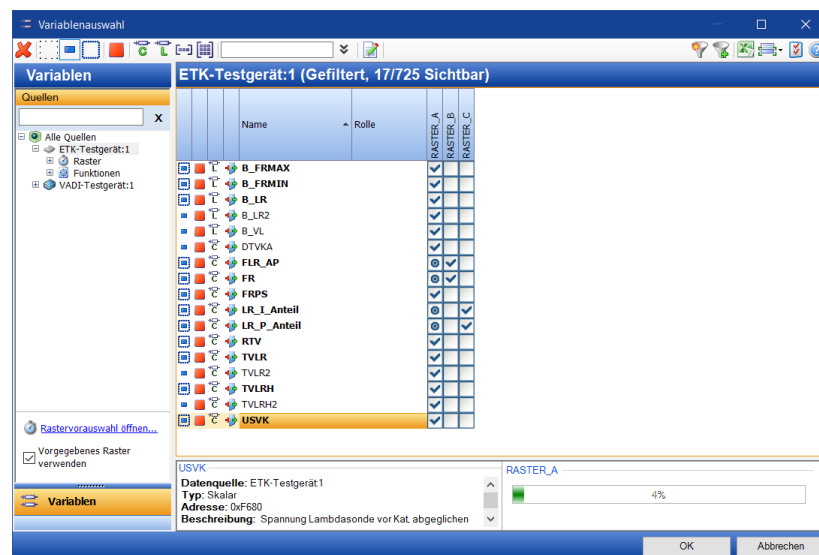 Variablenauswahl
Variablen
ETK-Testgerät:1 (Gefiltert, 17/725 Sichtbar)
Quellen
X
Alle Quellen
ETK-Testgerät:1
Raster
Funktionen
VADI-Testgerät:1
Name
Rolle
RASTER_A
RASTER_B
RASTER_C
L B_FRMAX
L B_FRMIN
L B_LR
L B_LR2
L B_VL
C DTVKA
C FLR_AP
C FR
C FRPS
C LR_I_Anteil
C LR_P_Anteil
C RTV
C TVLR
C TVLR2
C TVLRH
C TVLRH2
C USVK
Rastervorauswahl öffnen...
Vorgegebenes Raster
verwenden
Variablen
USVK
Datenquelle: ETK-Testgerät:1
Typ: Skalar
Adresse: 0xF680
Beschreibung: Spannung Lambdasonde vor Kat, abgeglichen
RASTER_A
4%
OK
Abbrechen